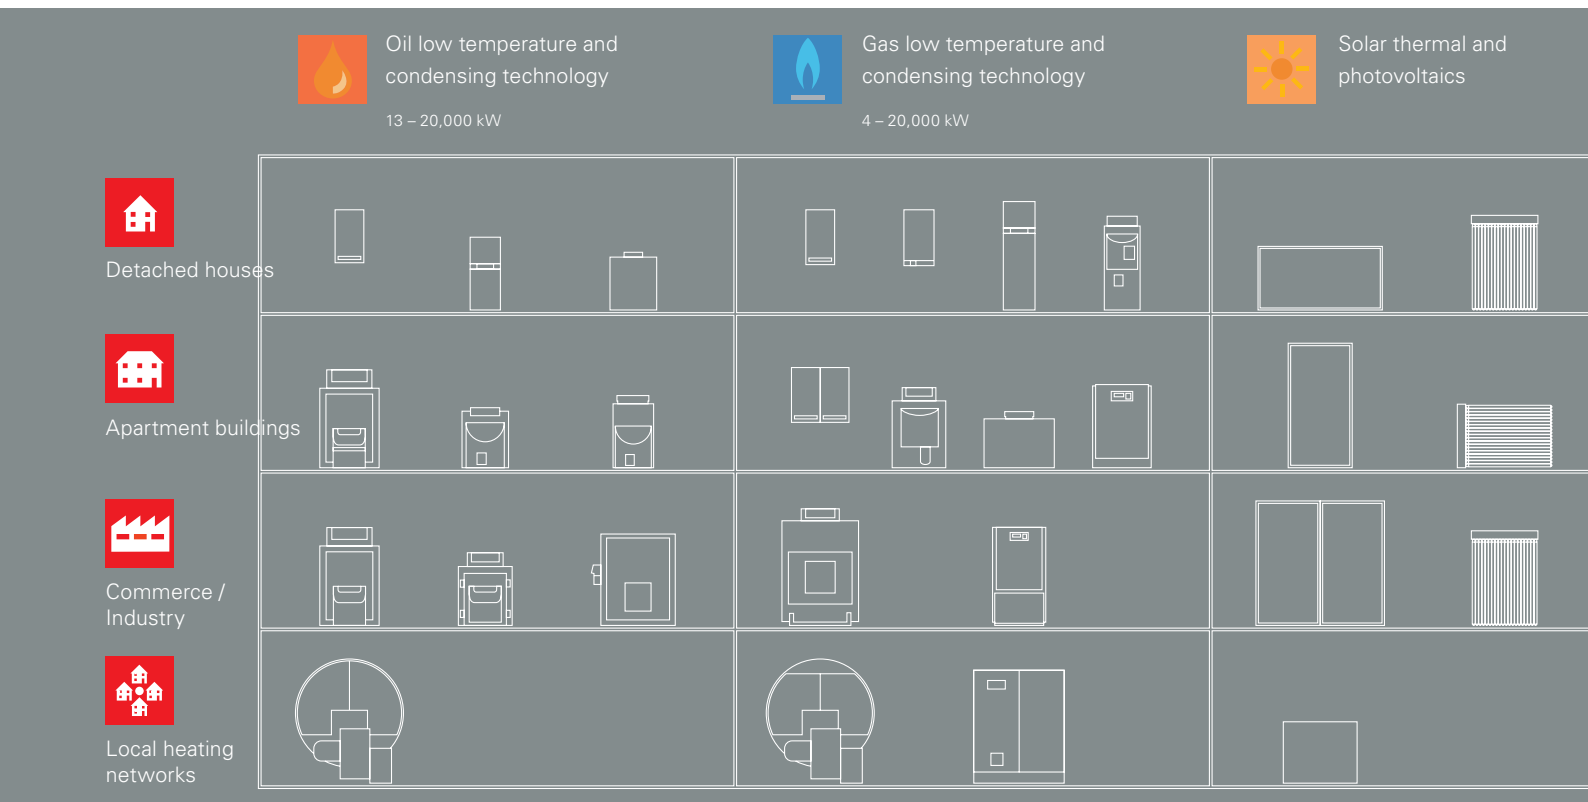 Oil low temperature and
condensing technology
13 – 20,000 kW
Gas low temperature and
condensing technology
4 – 20,000 kW
Solar thermal and
photovoltaics
Detached houses
Apartment buildings
Commerce /
Industry
Local heating
networks